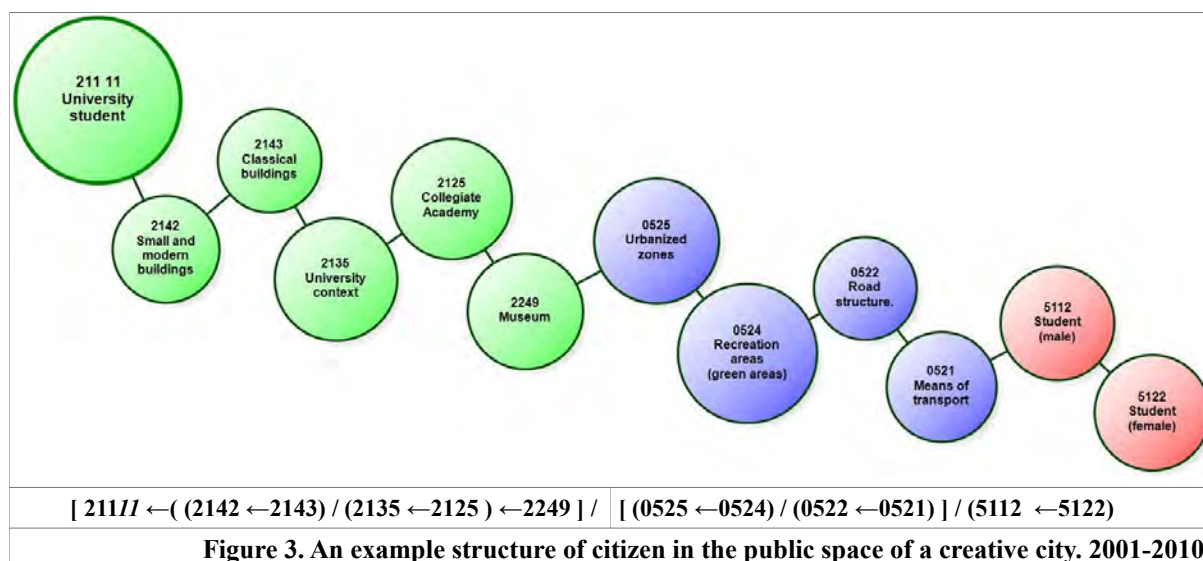 211 11
University
student
2142
Small and
modern
buildings
2143
Classical
buildings
2135
University
context
2125
Collegiate
Academy
2249
Museum
0525
Urbanized
zones
0524
Recreation
areas
(green areas)
0522
Road
structure.
0521
Means of
transport
5112
Student
(male)
5122
Student
(female)
[ 21111 ←( (2142 ←2143) / (2135 ←2125 ) ←2249 ] / [ (0525 ←0524) / (0522 ←0521) ] / (5112 ←5122)
Figure 3. An example structure of citizen in the public space of a creative city. 2001-2010